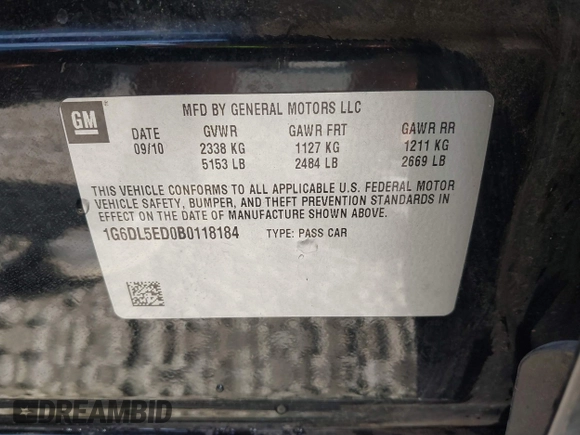 GM
MFD BY GENERAL MOTORS LLC
DATE GVWR GAWR FRT GAWR RR
09/10 2338 KG 1127 KG 1211 KG
5153 LB 2484 LB 2669 LB
THIS VEHICLE CONFORMS TO ALL APPLICABLE U.S. FEDERAL MOTOR
VEHICLE SAFETY, BUMPER, AND THEFT PREVENTION STANDARDS IN
EFFECT ON THE DATE OF MANUFACTURE SHOWN ABOVE.
1G6DL5ED0B0118184 TYPE: PASS CAR
DREAMBID